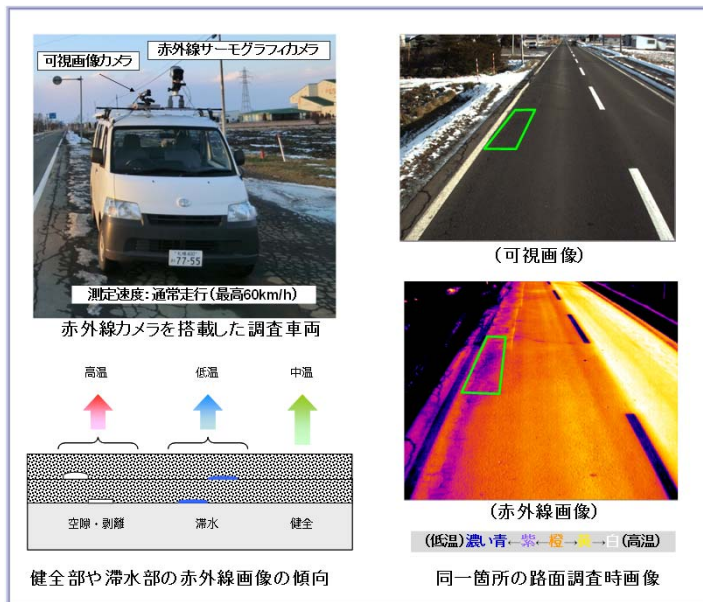 可視画像カメラ
赤外線サーモグラフィカメラ
77-55
測定速度：通常走行（最高60km/h）
赤外線カメラを搭載した調査車両
高温
低温
中温
空隙・剥離
滞水
健全
健全部や滞水部の赤外線画像の傾向
（可視画像）
（赤外線画像）
（低温）濃い青←紫←橙→黄→白（高温）
同一箇所の路面調査時画像